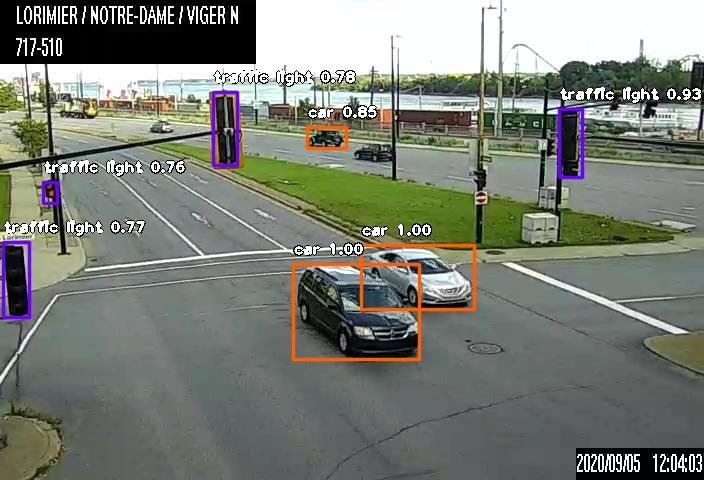 LORIMIER / NOTRE-DAME / VIGER N
717-510
traffic light 0.78
car 0.85
traffic light 0.93
traffic light 0.76
traffic light 0.77
car 1.00
car 1.00
2020/09/05 12:04:03